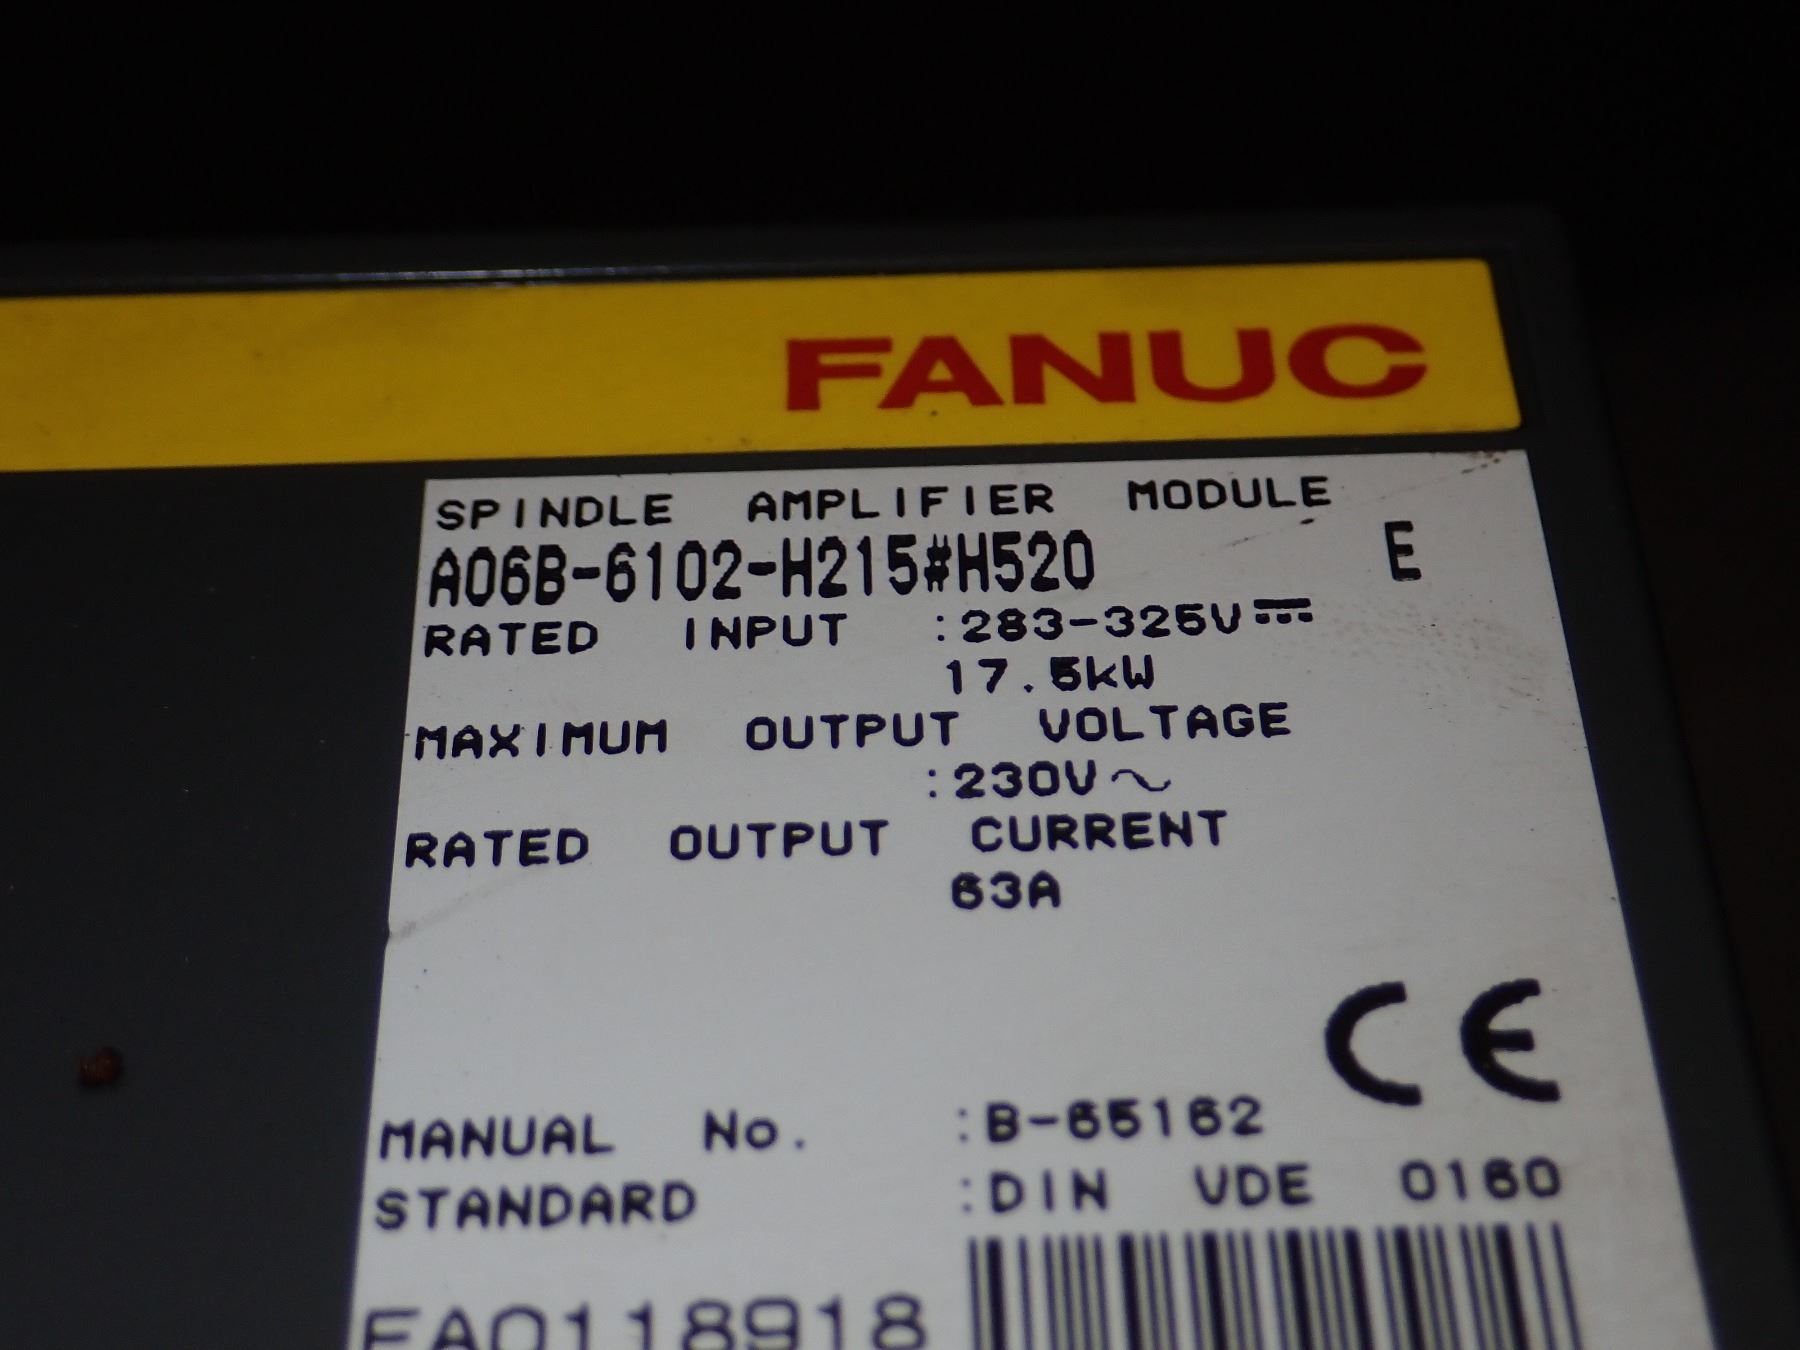 FANUC
SPINDLE AMPLIFIER MODULE
A06B-6102-H215#H520 E
RATED INPUT :283-325V⎓
17.5kW
MAXIMUM OUTPUT VOLTAGE
:230V~
RATED OUTPUT CURRENT
63A
CE
MANUAL No. :B-65162
STANDARD :DIN VDE 0160
EA0118918